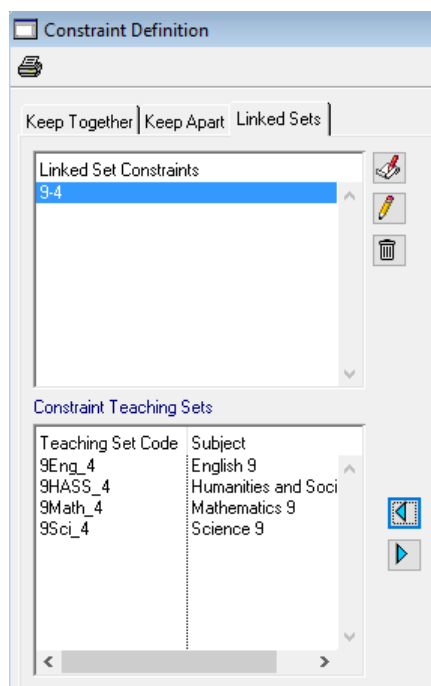 Constraint Definition
Keep Together Keep Apart Linked Sets
Linked Set Constraints
9-4
Constraint Teaching Sets
Teaching Set Code Subject
9Eng_4 English 9
9HASS_4 Humanities and Soci
9Math_4 Mathematics 9
9Sci_4 Science 9